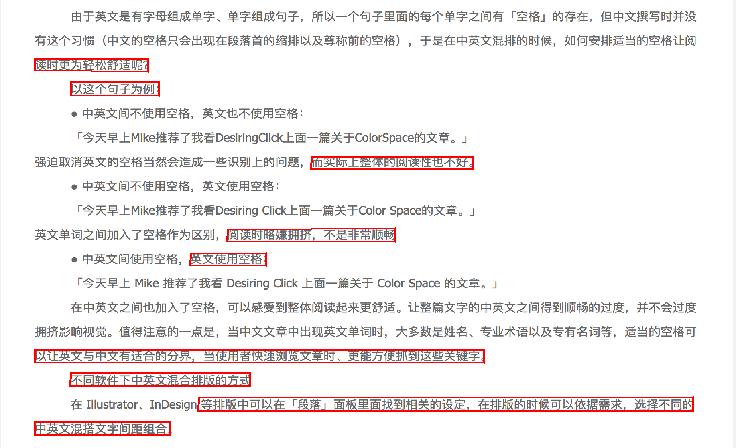 由于英文是有字母组成单字、单字组成句子，所以一个句子里面的每个单字之间有「空格」的存在，但中文撰写时并没
有这个习惯（中文的空格只会出现在段落首的缩排以及尊称前的空格），于是在中英文混排的时候，如何安排适当的空格让阅
读时更为轻松舒适呢？
以这个句子为例：
● 中英文间不使用空格，英文也不使用空格：
「今天早上Mike推荐了我看DesiringClick上面一篇关于ColorSpace的文章。」
强迫取消英文的空格当然会造成一些识别上的问题，而实际上整体的阅读性也不好。
● 中英文间不使用空格，英文使用空格：
「今天早上Mike推荐了我看Desiring Click上面一篇关于Color Space的文章。」
英文单词之间加入了空格作为区别，阅读时略嫌拥挤，不是非常顺畅
● 中英文间使用空格，英文使用空格：
「今天早上 Mike 推荐了我看 Desiring Click 上面一篇关于 Color Space 的文章。」
在中英文之间也加入了空格，可以感受到整体阅读起来更舒适。让整篇文字的中英文之间得到顺畅的过度，并不会过度
拥挤影响视觉。值得注意的一点是，当中文文章中出现英文单词时，大多数是姓名、专业术语以及专有名词等，适当的空格可
以让英文与中文有适合的分界，当使用者快速浏览文章时、更能方便抓到这些关键字。
不同软件下中英文混合排版的方式
在 Illustrator、InDesign 等排版中可以在「段落」面板里面找到相关的设定，在排版的时候可以依据需求，选择不同的
中英文混搭文字间距组合。